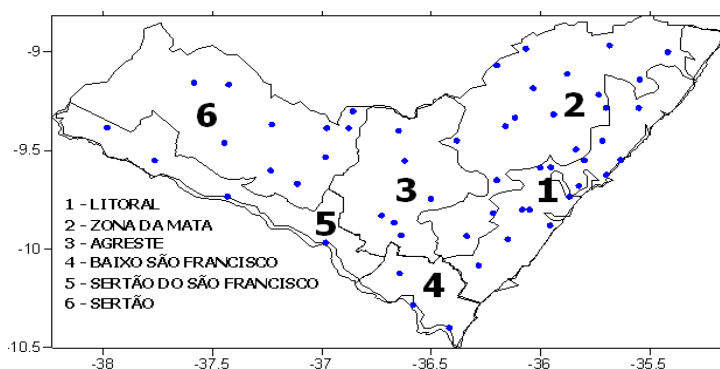 -9
6
2
-9.5
1
3
1 - LITORAL
2 - ZONA DA MATA
5
3 - AGRESTE
-10
4 - BAIXO SÃO FRANCISCO
4
5 - SERTÃO DO SÃO FRANCISCO
6 - SERTÃO
-10.5
-38 -37.5 -37 -36.5 -36 -35.5